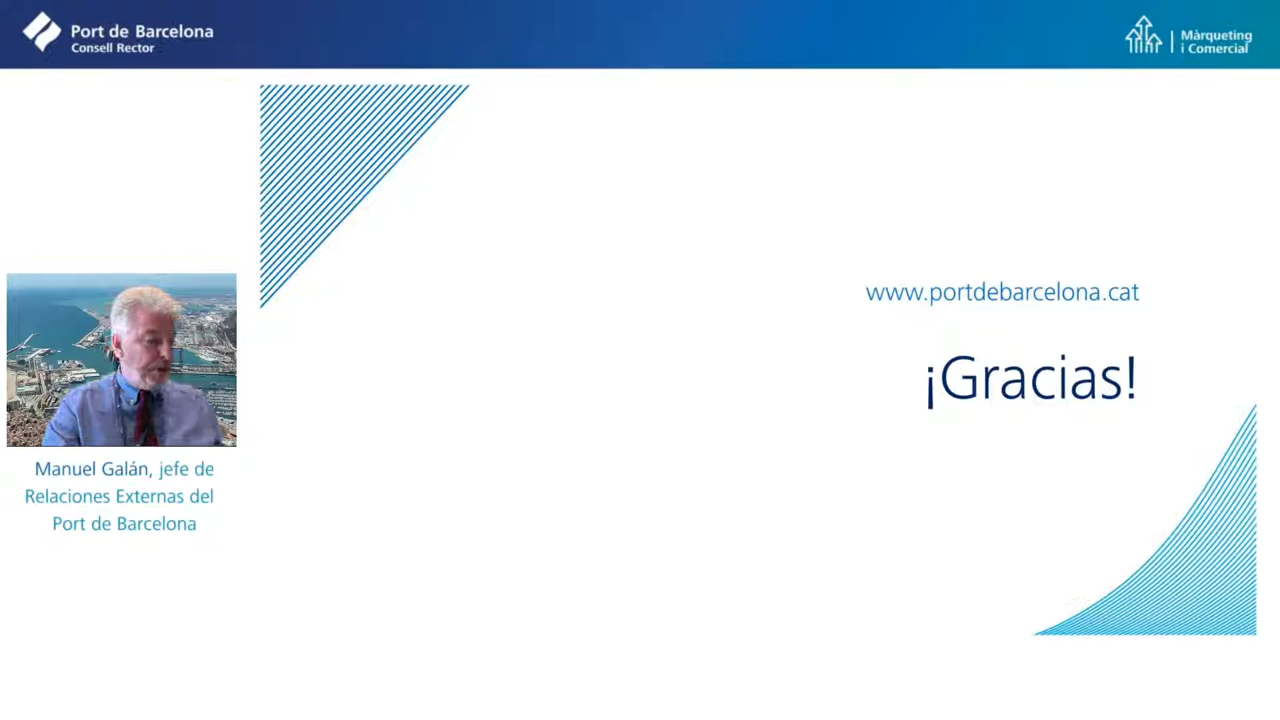 Port de Barcelona
Consell Rector
Màrqueting
i Comercial
www.portdebarcelona.cat
¡Gracias!
Manuel Galán, jefe de
Relaciones Externas del
Port de Barcelona